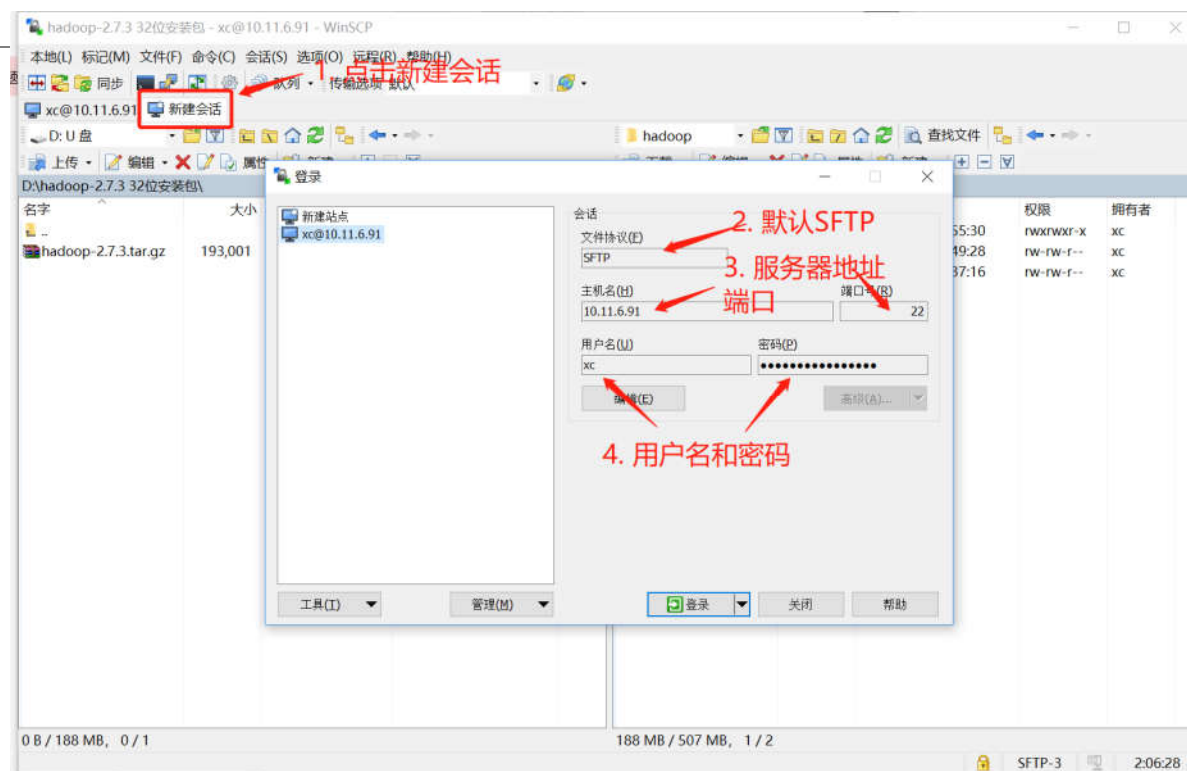 hadoop-2.7.3 32位安装包 - xc@10.11.6.91 - WinSCP
本地(L) 标记(M) 文件(F) 命令(C) 会话(S) 选项(O) 远程(R) 帮助(H)
1. 点击新建会话
同步 队列 传输选项 默认
xc@10.11.6.91 新建会话
D: U 盘 hadoop 查找文件
上传 编辑 属性 新建 下载 编辑 属性 新建
D:\hadoop-2.7.3 32位安装包\
登录
名字 大小 权限 拥有者
..
hadoop-2.7.3.tar.gz 193,001
55:30 rwxrwxr-x xc
49:28 rw-rw-r-- xc
37:16 rw-rw-r-- xc
新建站点
xc@10.11.6.91
会话
文件协议(E)
SFTP
2. 默认SFTP
3. 服务器地址
端口
主机名(H) 端口号(R)
10.11.6.91 22
用户名(U) 密码(P)
xc
编辑(E) 高级(A)...
4. 用户名和密码
工具(T) 管理(M) 登录 关闭 帮助
0 B / 188 MB, 0 / 1
188 MB / 507 MB, 1 / 2
SFTP-3 2:06:28